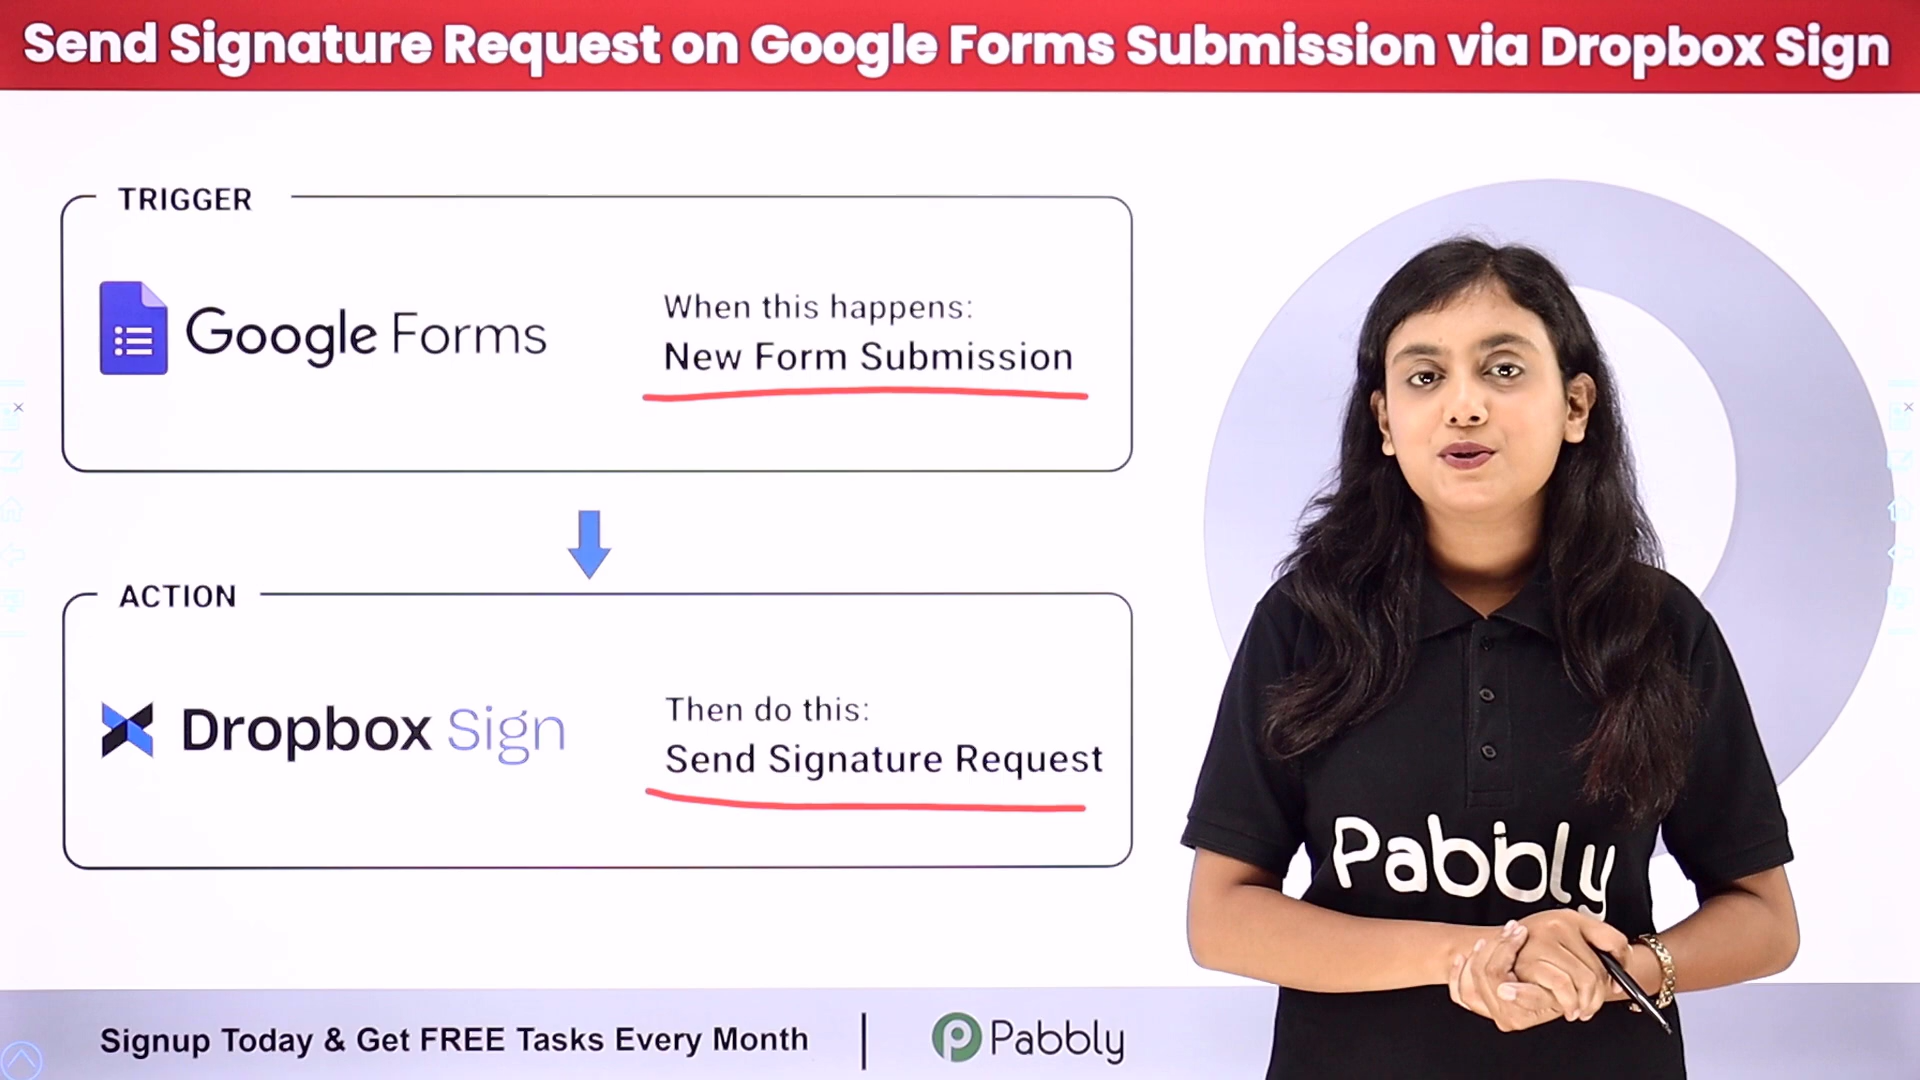 Send Signature Request on Google Forms Submission via Dropbox Sign
TRIGGER
Google Forms
When this happens:
New Form Submission
ACTION
Dropbox Sign
Then do this:
Send Signature Request
Pabbly
Signup Today & Get FREE Tasks Every Month
Pabbly